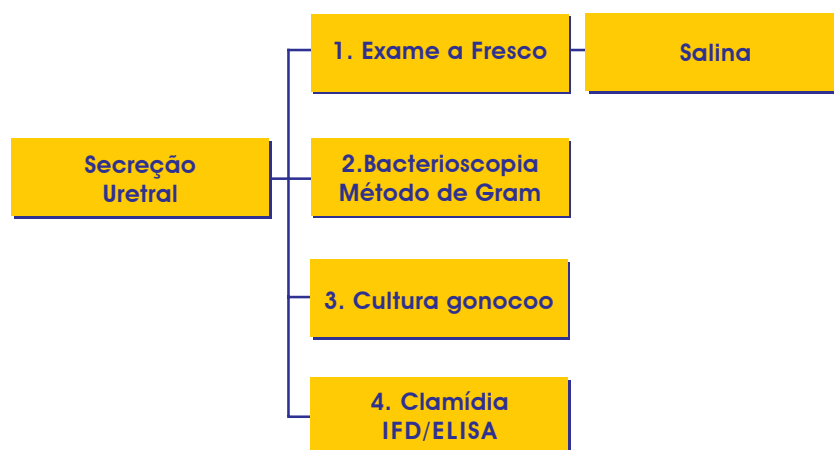 1. Exame a Fresco
Salina
Secreção
Uretral
2.Bacterioscopia
Método de Gram
3. Cultura gonocoo
4. Clamídia
IFD/ELISA